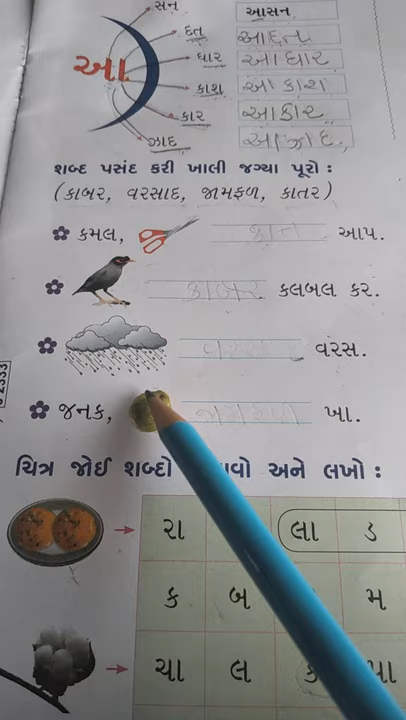 સન આસન
દત આદત
આ ધાર આધાર
કાશ આકાશ
કાર આકાર
ઝાદ આઝાદ
શબ્દ પસંદ કરી ખાલી જગ્યા પૂરો :
(કાબર, વરસાદ, જામફળ, કાતર)
કમલ, આપ.
કાબર કલબલ કર.
વરસ.
જનક, ખા.
ચિત્ર જોઈ શબ્દો અને લખો :
રા લા ડ
ક બ મ
ચા લ